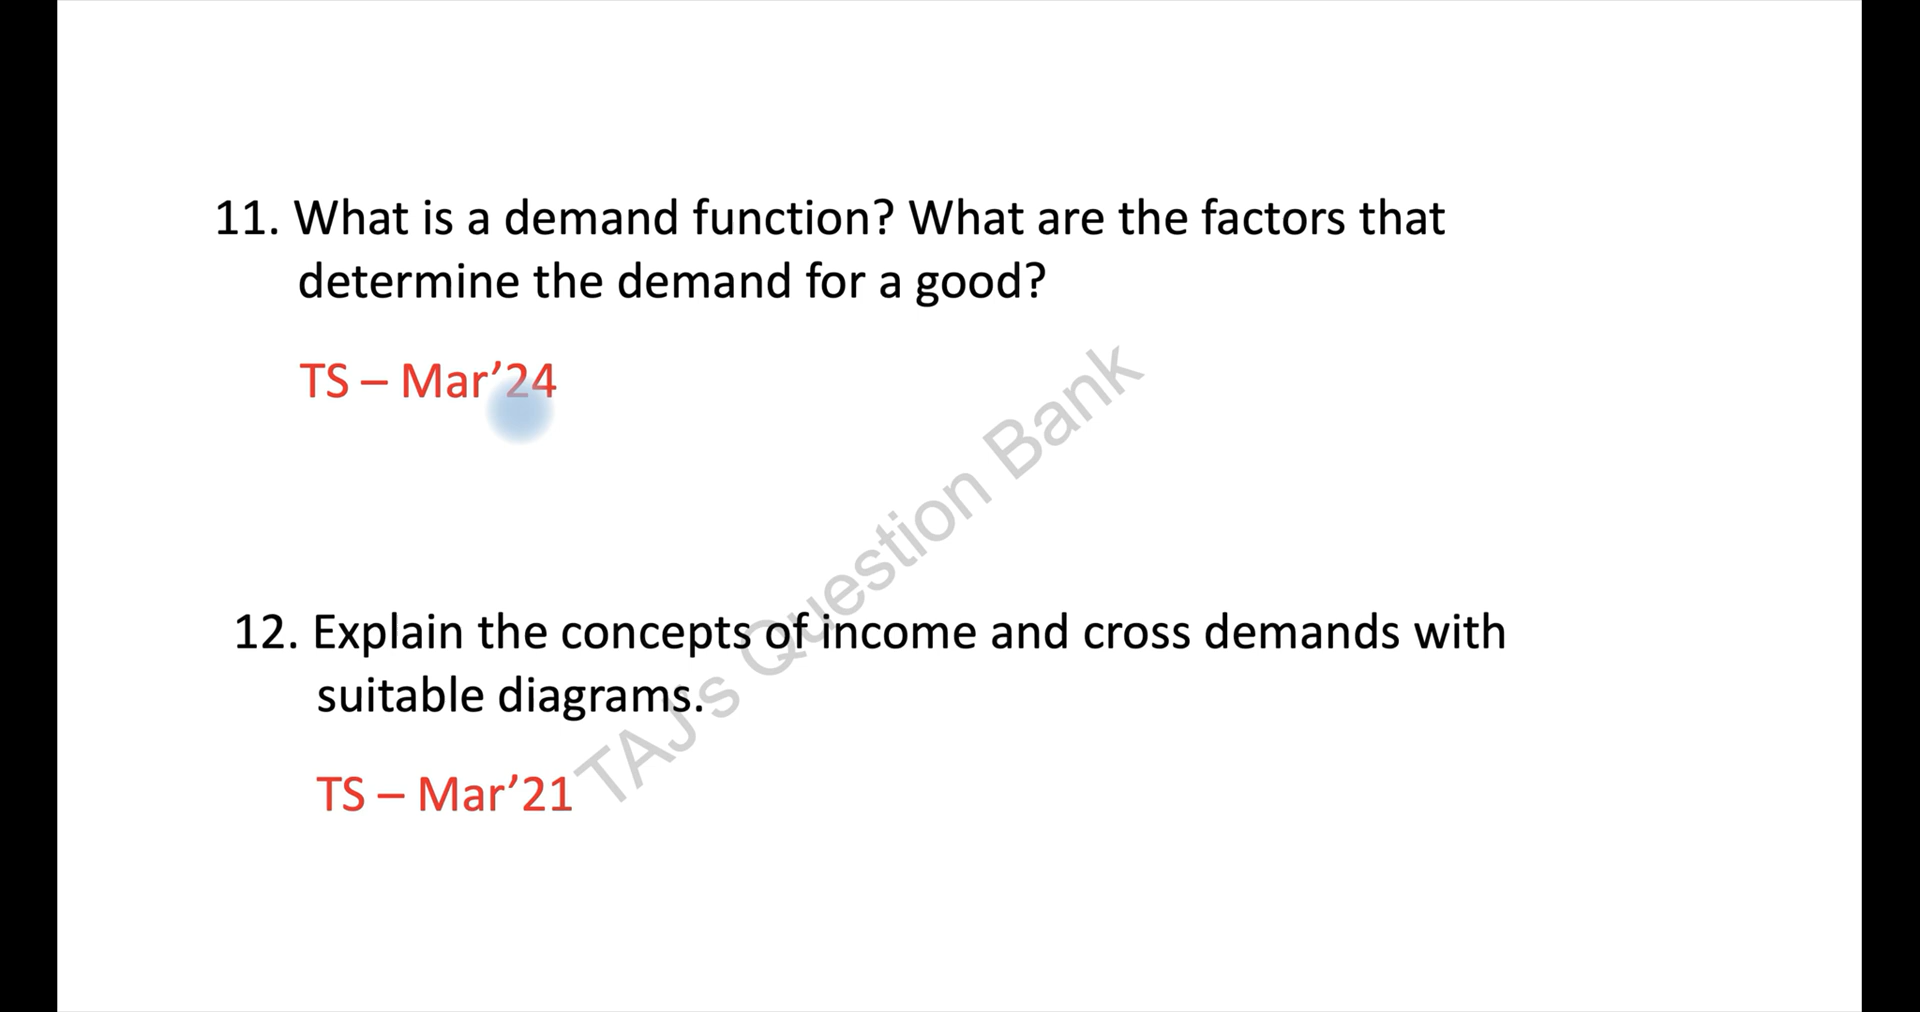 11. What is a demand function? What are the factors that
determine the demand for a good?
TS – Mar’24
12. Explain the concepts of income and cross demands with
suitable diagrams.
TS – Mar’21
TAJ's Question Bank